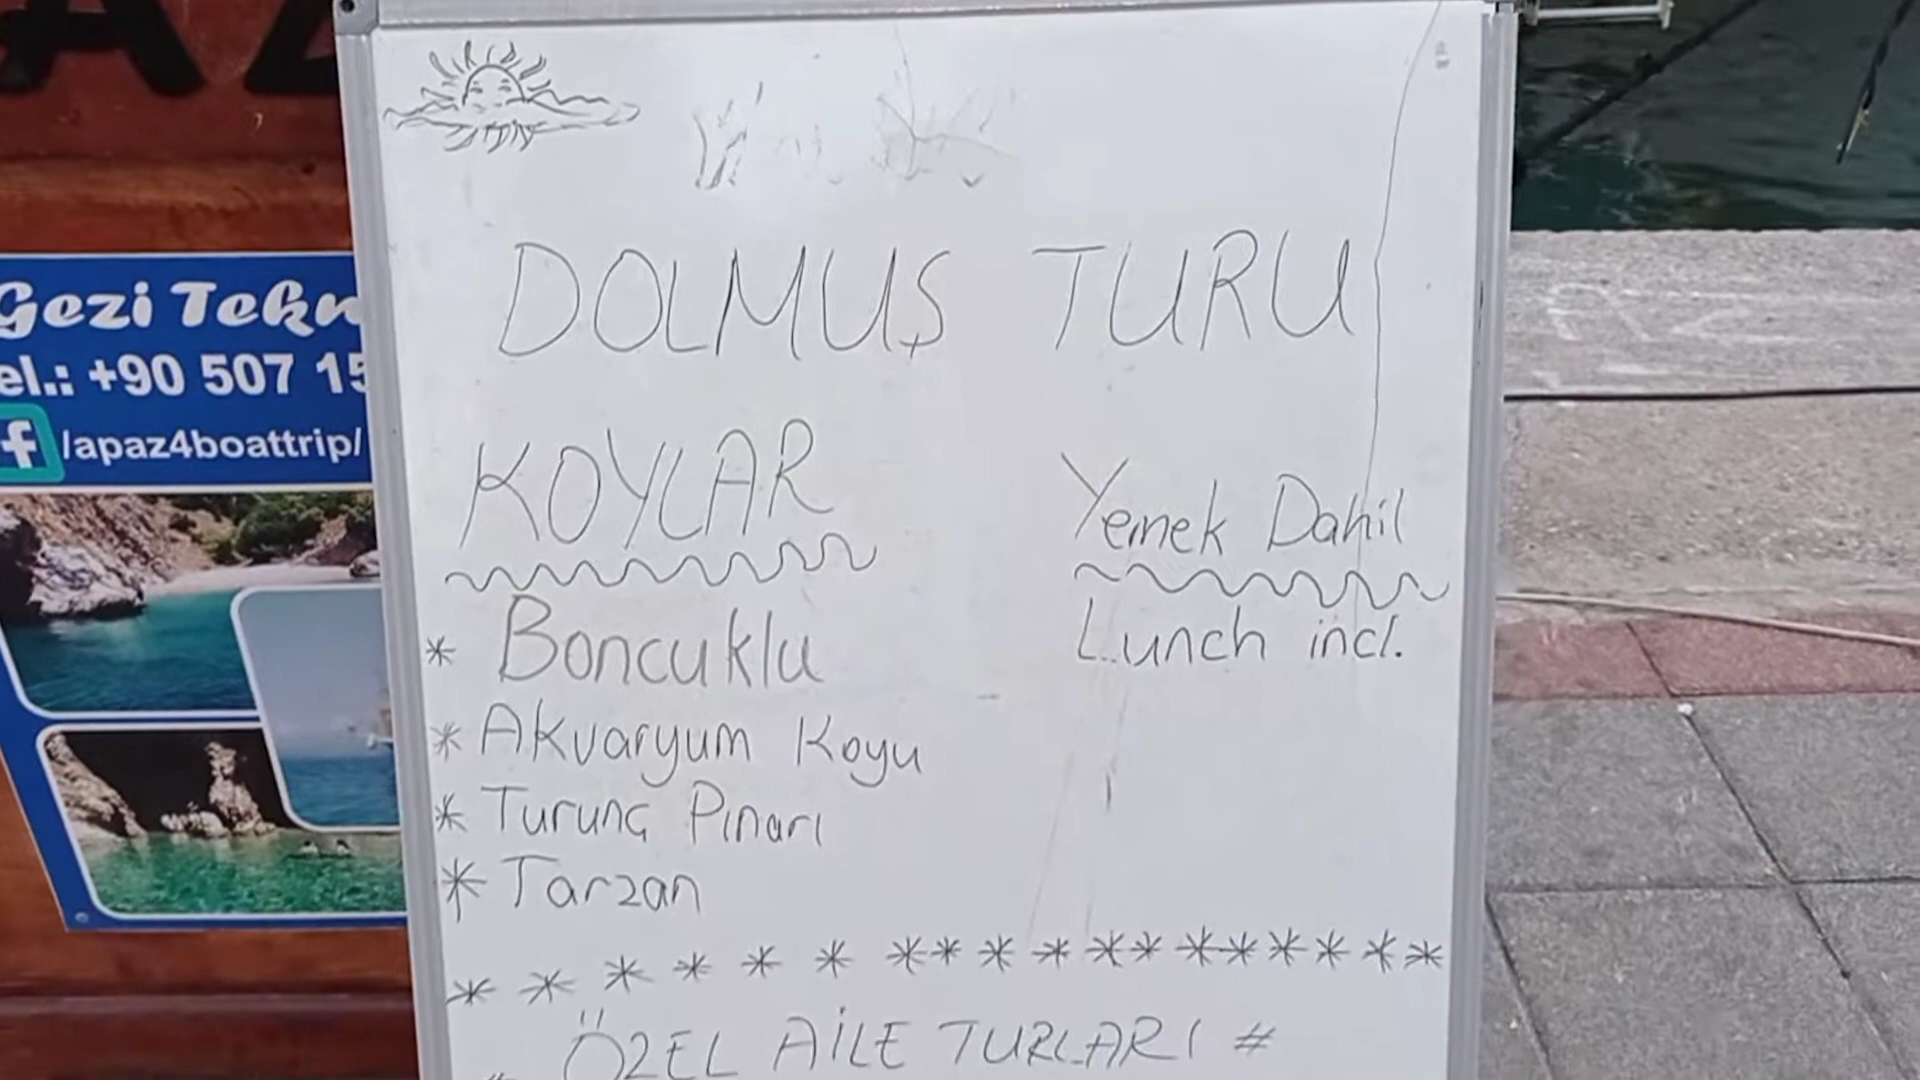 DOLMUŞ TURU
KOYLAR
Yemek Dahil
Lunch incl.
* Boncuklu
* Akvaryum Koyu
* Turunç Pınarı
* Tarzan
* * * * * * * * * * * * * * * * * *
ÖZEL AİLE TURLARI #
Gezi Tekn
el.: +90 507 15
f /apaz4boattrip/
AZ